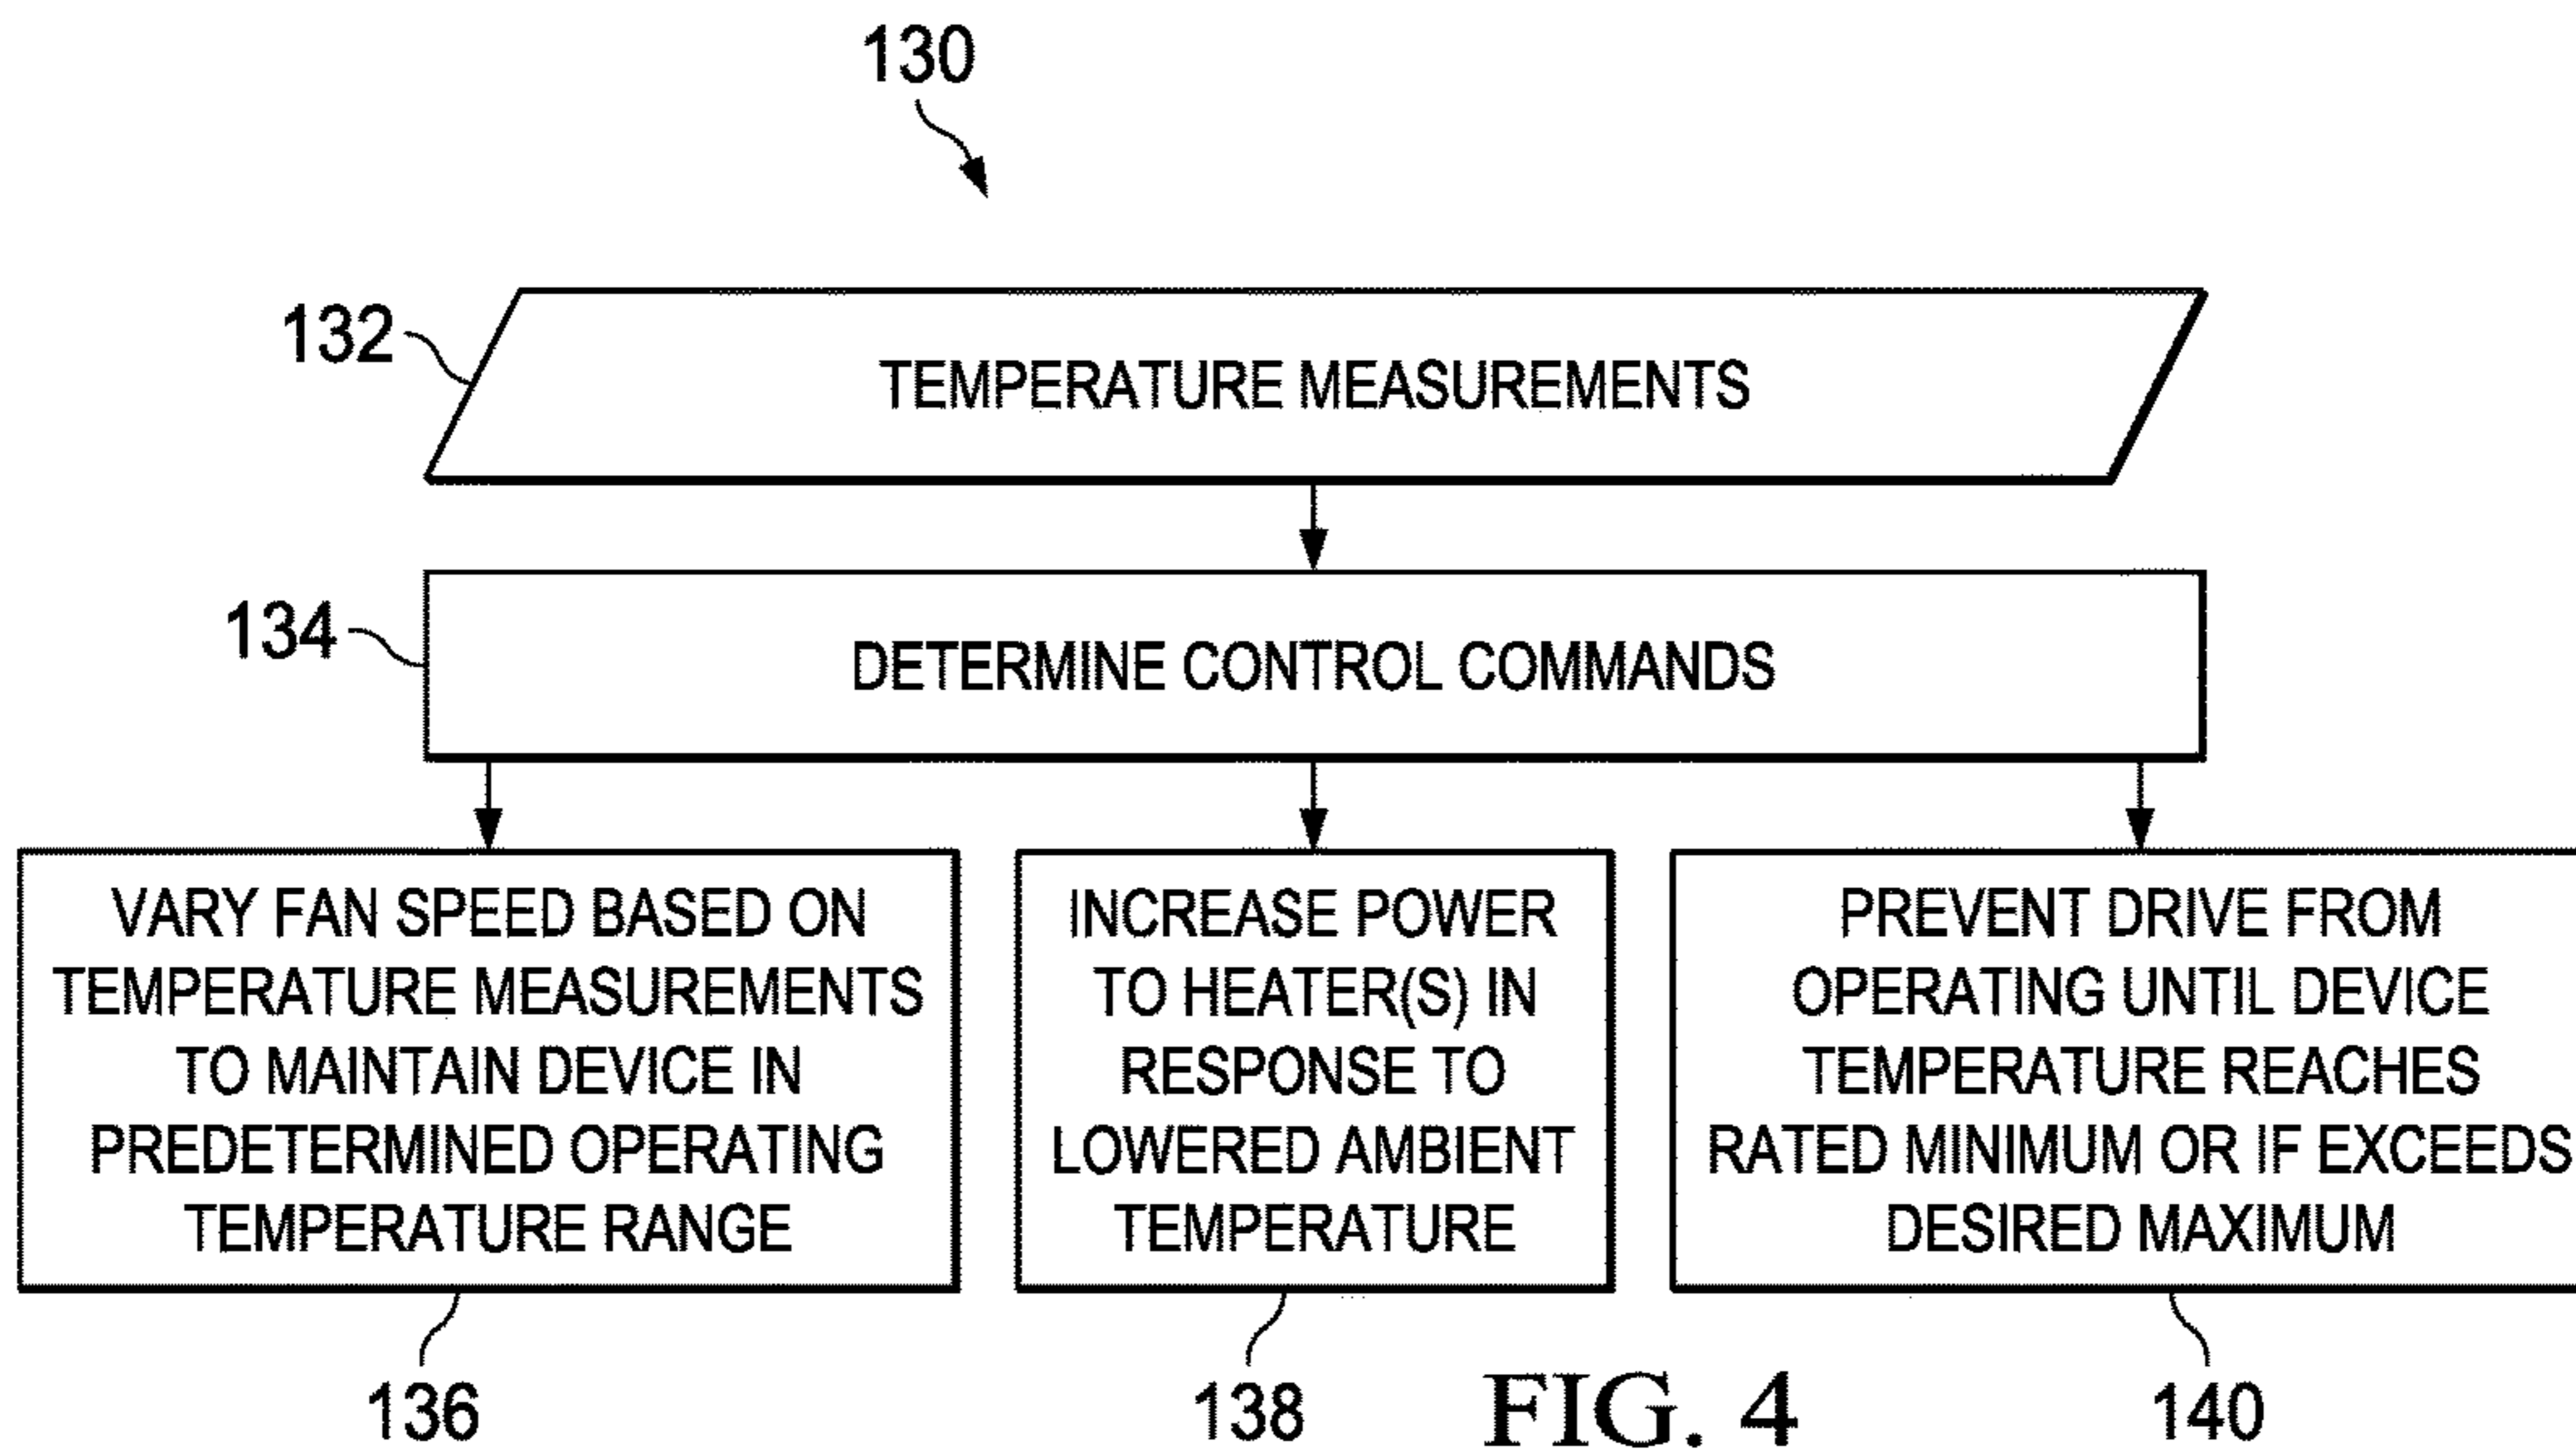 130
132
TEMPERATURE MEASUREMENTS
134
DETERMINE CONTROL COMMANDS
VARY FAN SPEED BASED ON
TEMPERATURE MEASUREMENTS
TO MAINTAIN DEVICE IN
PREDETERMINED OPERATING
TEMPERATURE RANGE
INCREASE POWER
TO HEATER(S) IN
RESPONSE TO
LOWERED AMBIENT
TEMPERATURE
PREVENT DRIVE FROM
OPERATING UNTIL DEVICE
TEMPERATURE REACHES
RATED MINIMUM OR IF EXCEEDS
DESIRED MAXIMUM
136
138
FIG. 4
140